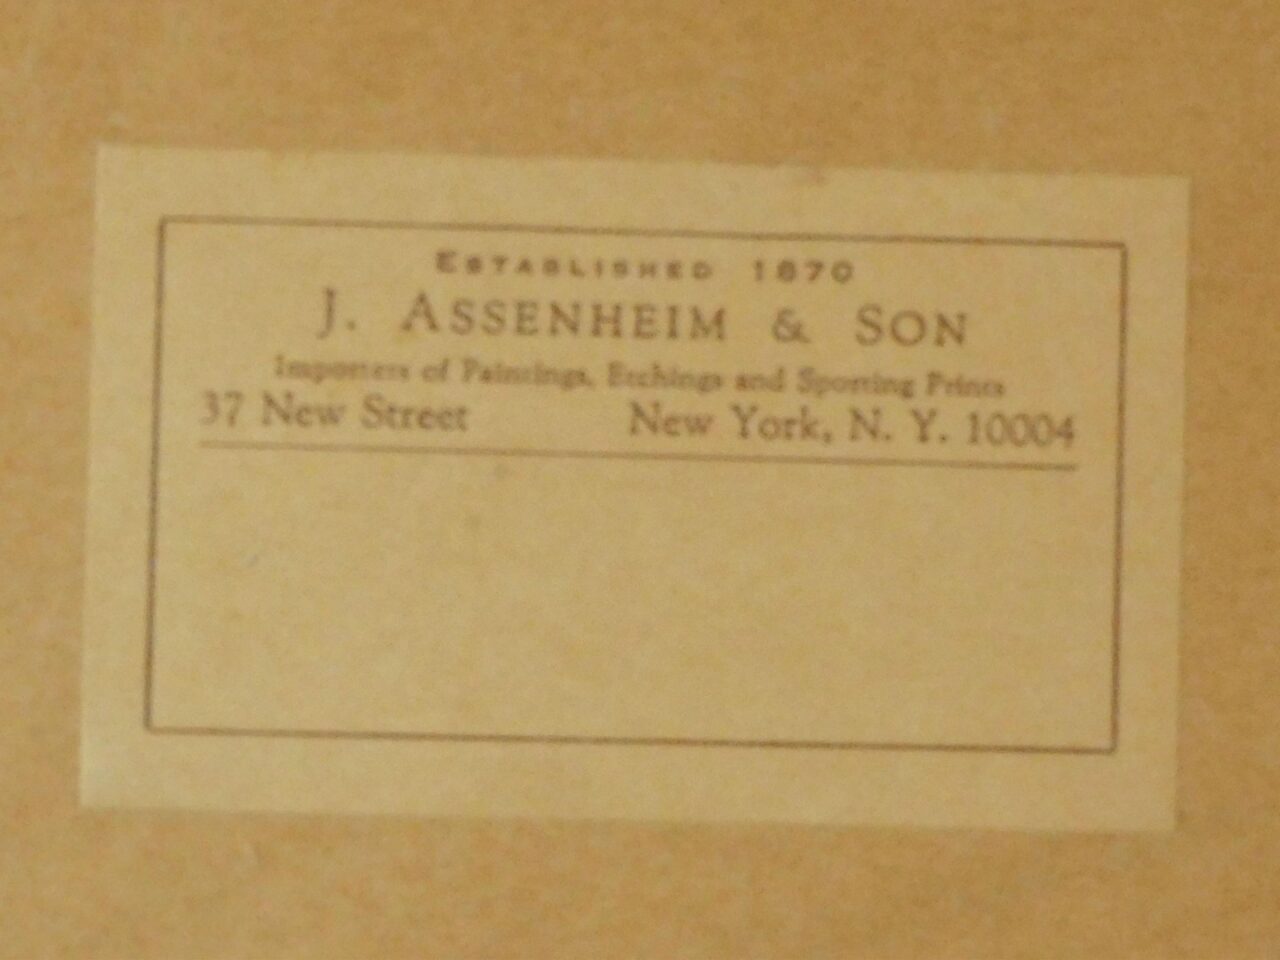 ESTABLISHED 1870
J. ASSENHEIM & SON
Importers of Paintings, Etchings and Sporting Prints
37 New Street New York, N. Y. 10004